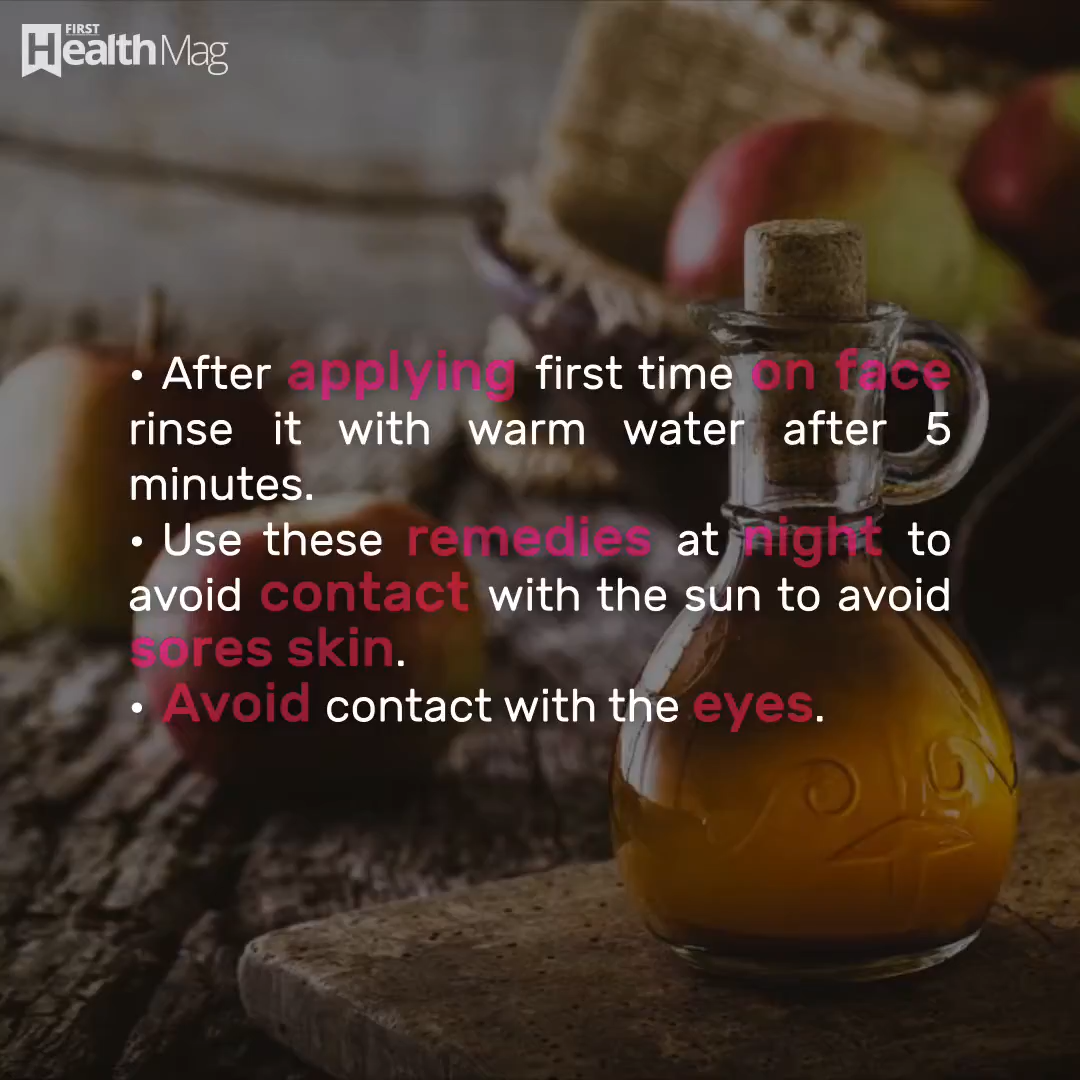 FIRST
HealthMag
• After applying first time on face
rinse it with warm water after 5
minutes.
• Use these remedies at night to
avoid contact with the sun to avoid
sores skin.
• Avoid contact with the eyes.